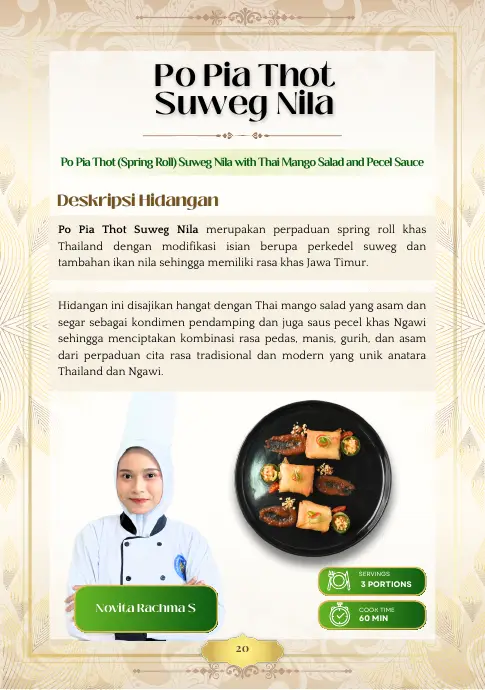 Po Pia Thot
Suweg Nila
Po Pia Thot (Spring Roll) Suweg Nila with Thai Mango Salad and Pecel Sauce
Deskripsi Hidangan
Po Pia Thot Suweg Nila merupakan perpaduan spring roll khas
Thailand dengan modifikasi isian berupa perkedel suweg dan
tambahan ikan nila sehingga memiliki rasa khas Jawa Timur.
Hidangan ini disajikan hangat dengan Thai mango salad yang asam dan
segar sebagai kondimen pendamping dan juga saus pecel khas Ngawi
sehingga menciptakan kombinasi rasa pedas, manis, gurih, dan asam
dari perpaduan cita rasa tradisional dan modern yang unik anatara
Thailand dan Ngawi.
Novita Rachma S
SERVINGS
3 PORTIONS
COOK TIME
60 MIN
20